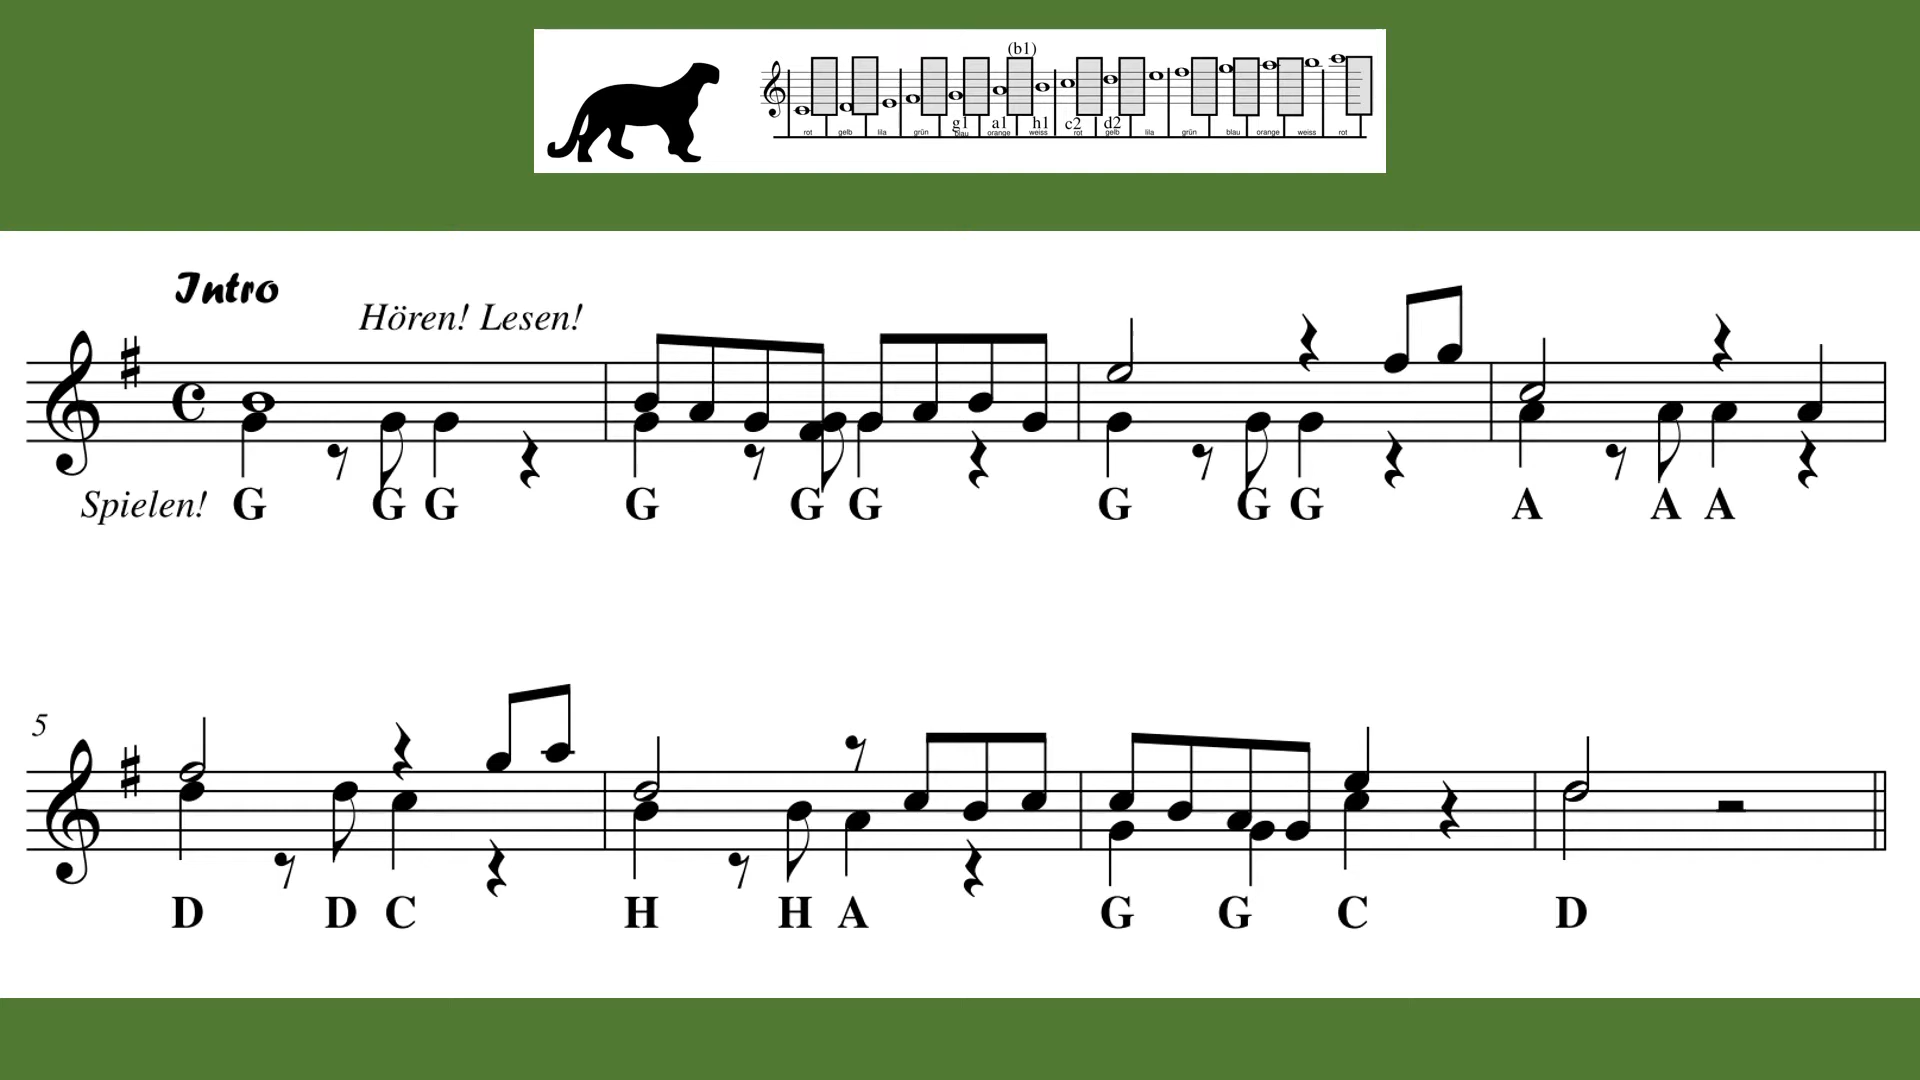 (b1)
g1 a1 h1 c2 d2
rot gelb lila grün blau orange weiss rot gelb lila grün blau orange weiss rot
Intro
Hören! Lesen!
Spielen! G G G G G G G G G A A A
5
D D C H H A G G C D